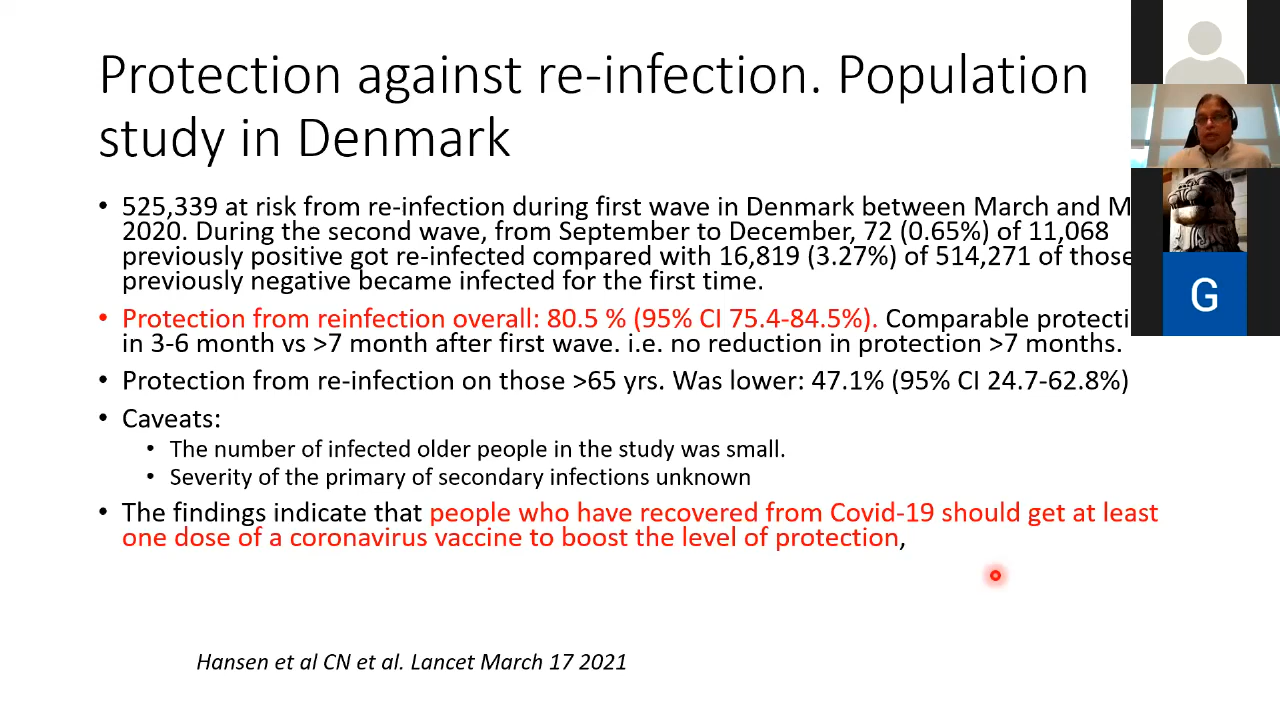 Protection against re-infection. Population
study in Denmark
• 525,339 at risk from re-infection during first wave in Denmark between March and M
2020. During the second wave, from September to December, 72 (0.65%) of 11,068
previously positive got re-infected compared with 16,819 (3.27%) of 514,271 of those
previously negative became infected for the first time.
• Protection from reinfection overall: 80.5 % (95% CI 75.4-84.5%). Comparable protecti
in 3-6 month vs >7 month after first wave. i.e. no reduction in protection >7 months.
• Protection from re-infection on those >65 yrs. Was lower: 47.1% (95% CI 24.7-62.8%)
• Caveats:
• The number of infected older people in the study was small.
• Severity of the primary of secondary infections unknown
• The findings indicate that people who have recovered from Covid-19 should get at least
one dose of a coronavirus vaccine to boost the level of protection,
Hansen et al CN et al. Lancet March 17 2021
G